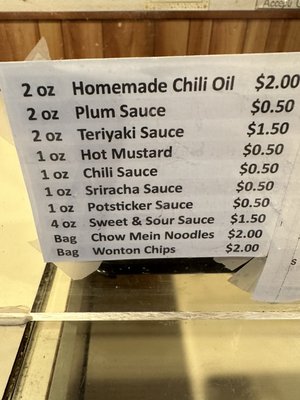 2 oz Homemade Chili Oil $2.00
2 oz Plum Sauce $0.50
2 oz Teriyaki Sauce $1.50
1 oz Hot Mustard $0.50
1 oz Chili Sauce $0.50
1 oz Sriracha Sauce $0.50
1 oz Potsticker Sauce $0.50
4 oz Sweet & Sour Sauce $1.50
Bag Chow Mein Noodles $2.00
Bag Wonton Chips $2.00